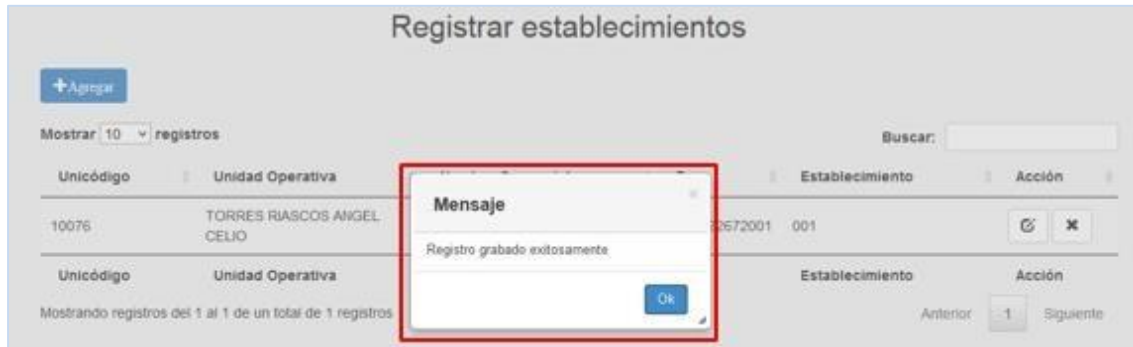 Registrar establecimientos
+Agregar
Mostrar 10 registros
Buscar:
Unicódigo Unidad Operativa Establecimiento Acción
Mensaje
10076 TORRES RIASCOS ANGEL CELIO 2672001 001
Registro grabado exitosamente
Unicódigo Unidad Operativa Establecimiento Acción
Ok
Mostrando registros del 1 al 1 de un total de 1 registros
Anterior 1 Siguiente